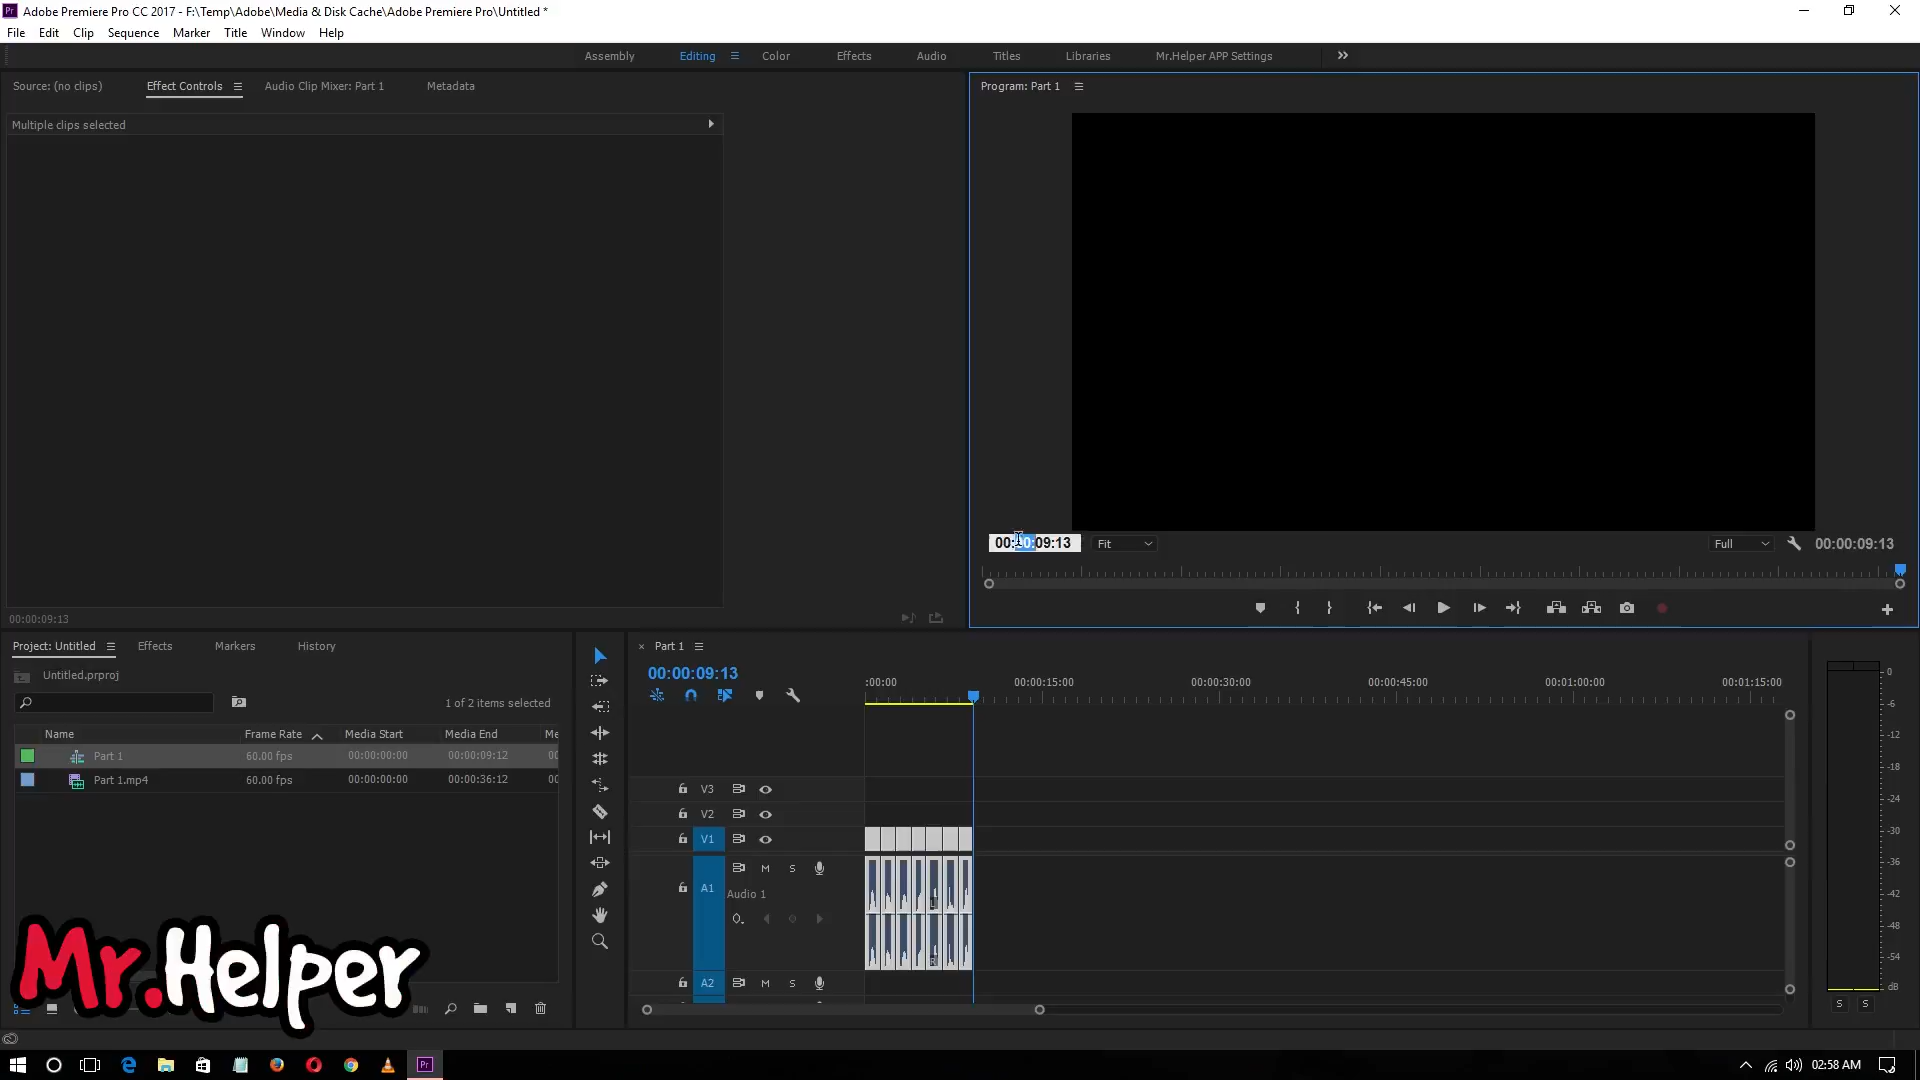 Adobe Premiere Pro CC 2017 - F:\Temp\Adobe\Media & Disk Cache\Adobe Premiere Pro\Untitled *
File Edit Clip Sequence Marker Title Window Help
Assembly Editing Color Effects Audio Titles Libraries Mr.Helper APP Settings
Source: (no clips) Effect Controls Audio Clip Mixer: Part 1 Metadata
Program: Part 1
Multiple clips selected
00:00:09:13 Fit Full 00:00:09:13
00:00:09:13
Project: Untitled Effects Markers History
Part 1
Untitled.prproj
00:00:09:13
:00:00 00:00:15:00 00:00:30:00 00:00:45:00 00:01:00:00 00:01:15:00
1 of 2 items selected
Name Frame Rate Media Start Media End Me
Part 1 60.00 fps 00:00:00:00 00:00:09:12 00
Part 1.mp4 60.00 fps 00:00:00:00 00:00:36:12 00
V3
V2
V1
A1 M S
Audio 1
A2 M S
0
-6
-12
-18
-24
-30
-36
-42
-48
-54
dB
S S
Mr.Helper
Pr 02:58 AM